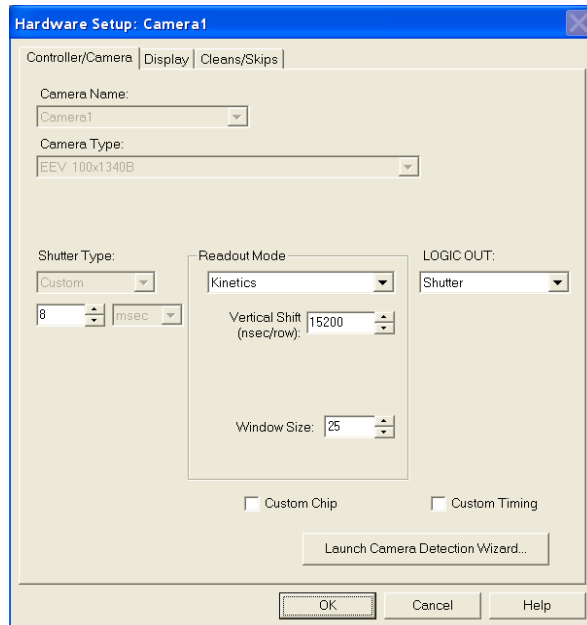 Hardware Setup: Camera1
Controller/Camera Display Cleans/Skips
Camera Name:
Camera1
Camera Type:
EEV 100x1340B
Shutter Type:
Custom
8 msec
Readout Mode
Kinetics
Vertical Shift
(nsec/row):
15200
Window Size: 25
LOGIC OUT:
Shutter
Custom Chip
Custom Timing
Launch Camera Detection Wizard...
OK Cancel Help